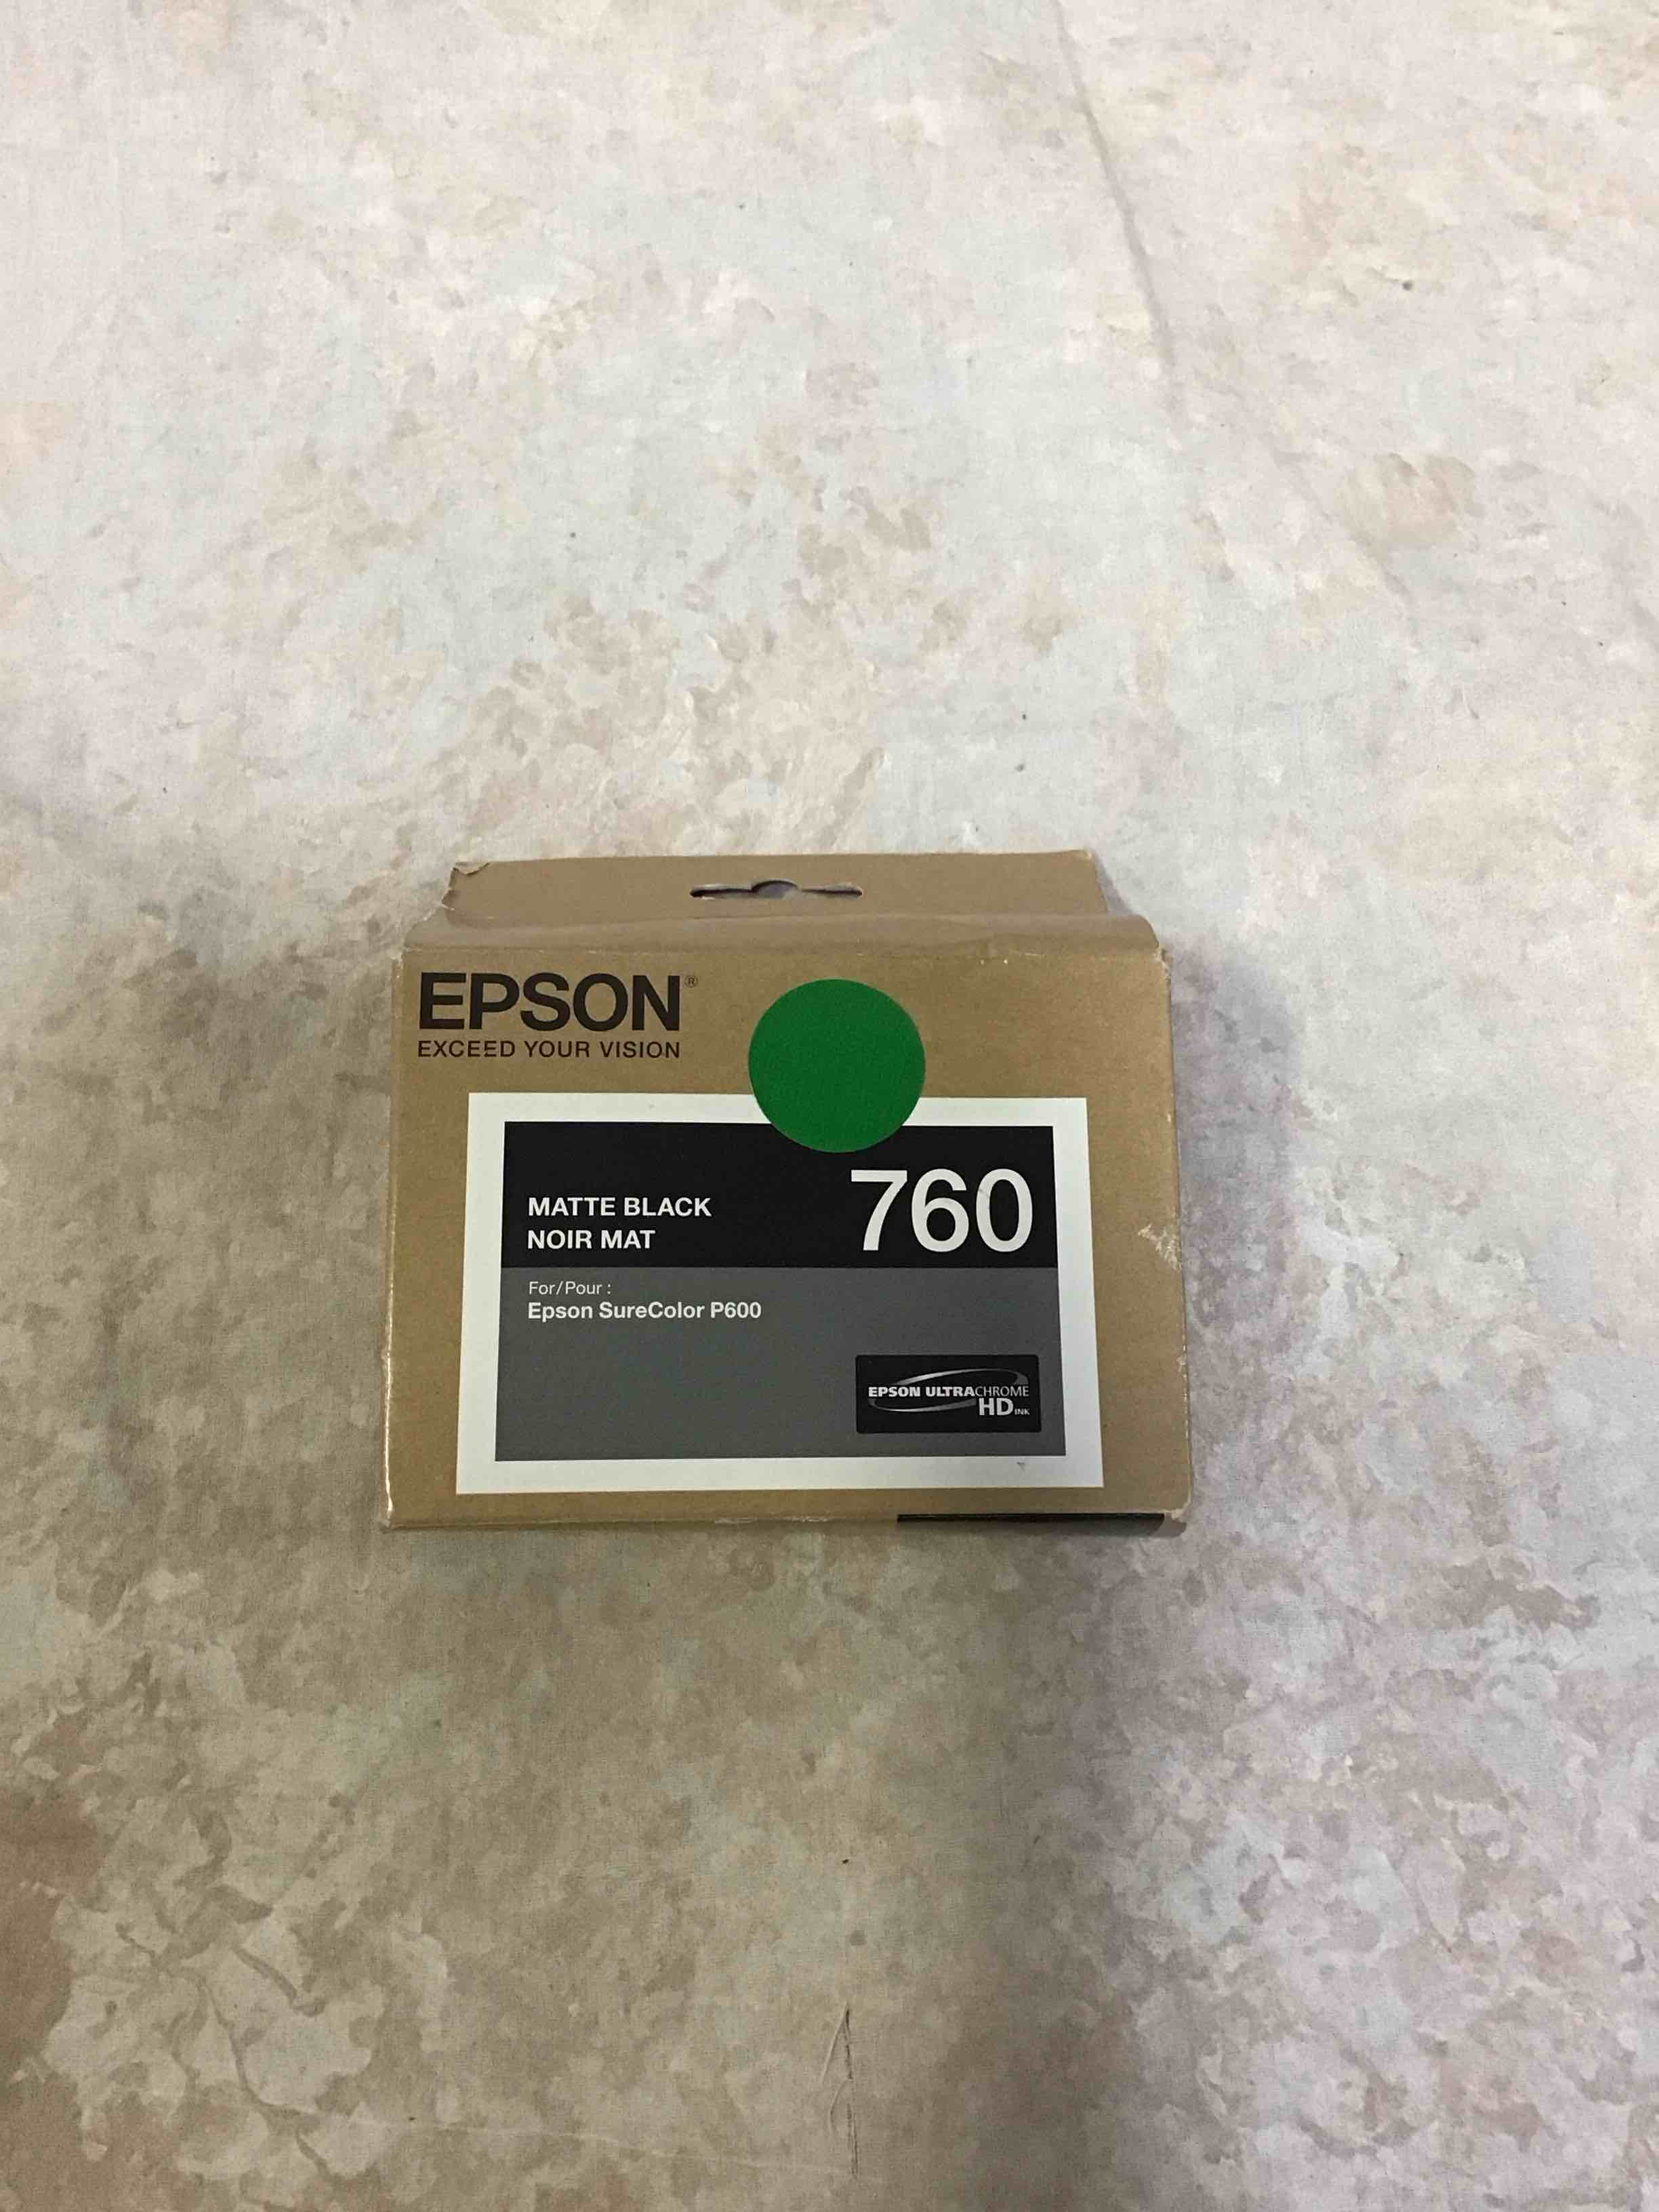 EPSON®
EXCEED YOUR VISION
MATTE BLACK
NOIR MAT
760
For/Pour :
Epson SureColor P600
EPSON ULTRACHROME
HD INK